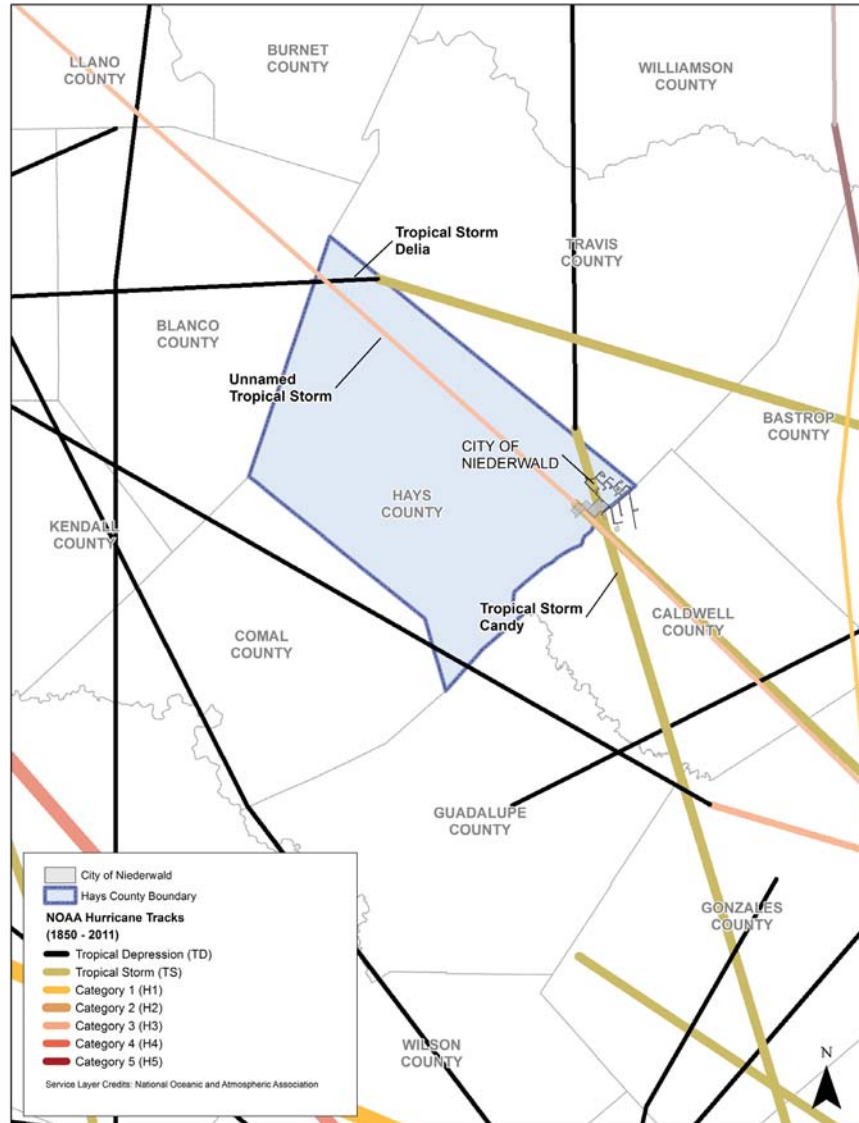 LLANO
COUNTY
BURNET
COUNTY
WILLIAMSON
COUNTY
Tropical Storm
Delia
TRAVIS
COUNTY
BLANCO
COUNTY
Unnamed
Tropical Storm
BASTROP
COUNTY
CITY OF
NIEDERWALD
HAYS
COUNTY
KENDALL
COUNTY
Tropical Storm
Candy
CALDWELL
COUNTY
COMAL
COUNTY
GUADALUPE
COUNTY
GONZALES
COUNTY
WILSON
COUNTY
City of Niederwald
Hays County Boundary
NOAA Hurricane Tracks
(1850 - 2011)
Tropical Depression (TD)
Tropical Storm (TS)
Category 1 (H1)
Category 2 (H2)
Category 3 (H3)
Category 4 (H4)
Category 5 (H5)
Service Layer Credits: National Oceanic and Atmospheric Association
N